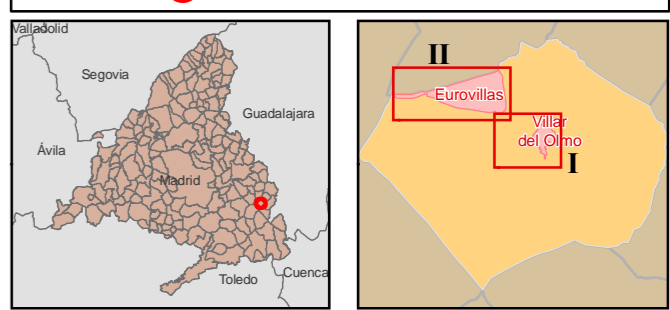 Valladolid
Segovia
Guadalajara
Ávila
Madrid
Toledo
Cuenca
II
Eurovillas
Villar
del Olmo
I